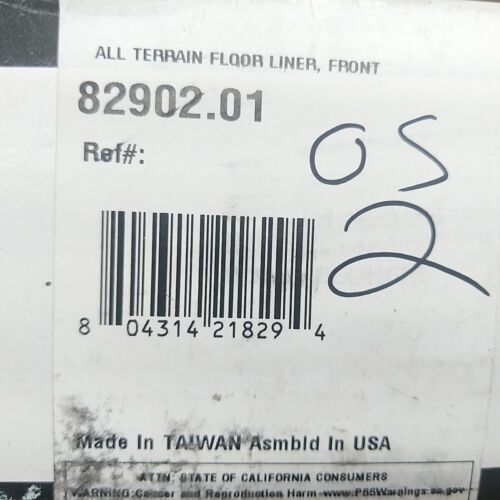 ALL TERRAIN FLOOR LINER, FRONT
82902.01
Ref#:
OS
2
8 04314 21829 4
Made In TAIWAN Asmbld In USA
ATTN: STATE OF CALIFORNIA CONSUMERS
WARNING: Cancer and Reproduction Harm www.P65Warnings.ss.gov